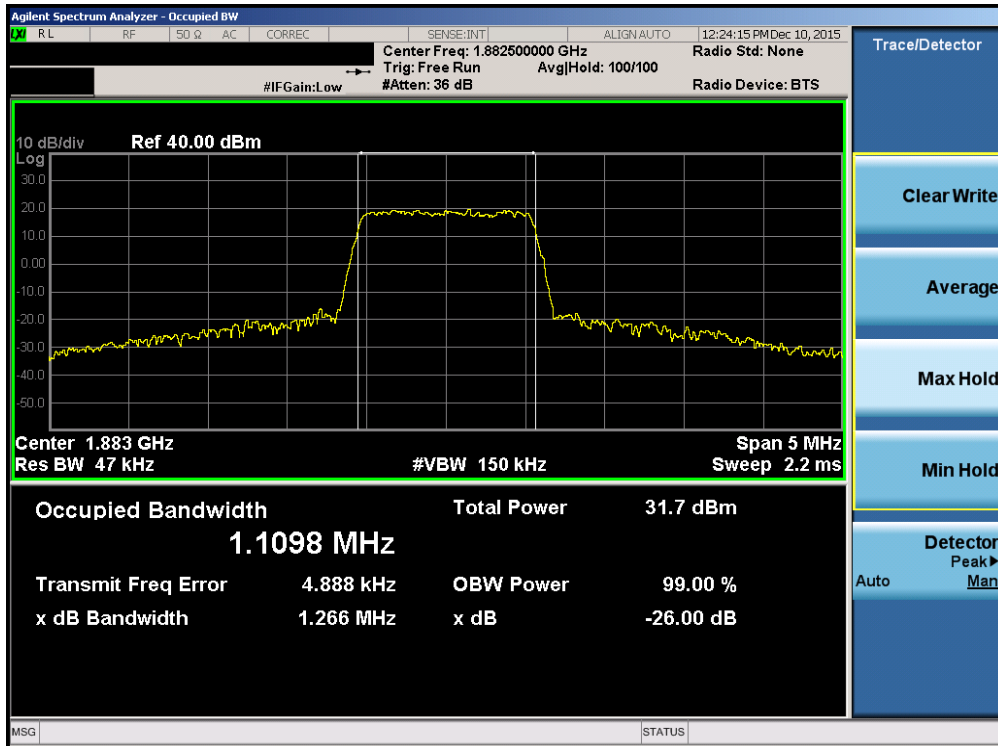 Agilent Spectrum Analyzer - Occupied BW
LXI RL RF 50 Ω AC CORREC SENSE:INT ALIGN AUTO 12:24:15 PM Dec 10, 2015
Center Freq: 1.882500000 GHz Radio Std: None
Trig: Free Run Avg|Hold: 100/100
#IFGain:Low #Atten: 36 dB Radio Device: BTS
Trace/Detector
10 dB/div Ref 40.00 dBm
Log
30.0
20.0
10.0
0.00
-10.0
-20.0
-30.0
-40.0
-50.0
Center 1.883 GHz Span 5 MHz
Res BW 47 kHz #VBW 150 kHz Sweep 2.2 ms
Occupied Bandwidth Total Power 31.7 dBm
1.1098 MHz
Transmit Freq Error 4.888 kHz OBW Power 99.00 %
x dB Bandwidth 1.266 MHz x dB -26.00 dB
Clear Write
Average
Max Hold
Min Hold
Detector
Peak▶
Auto Man
MSG STATUS